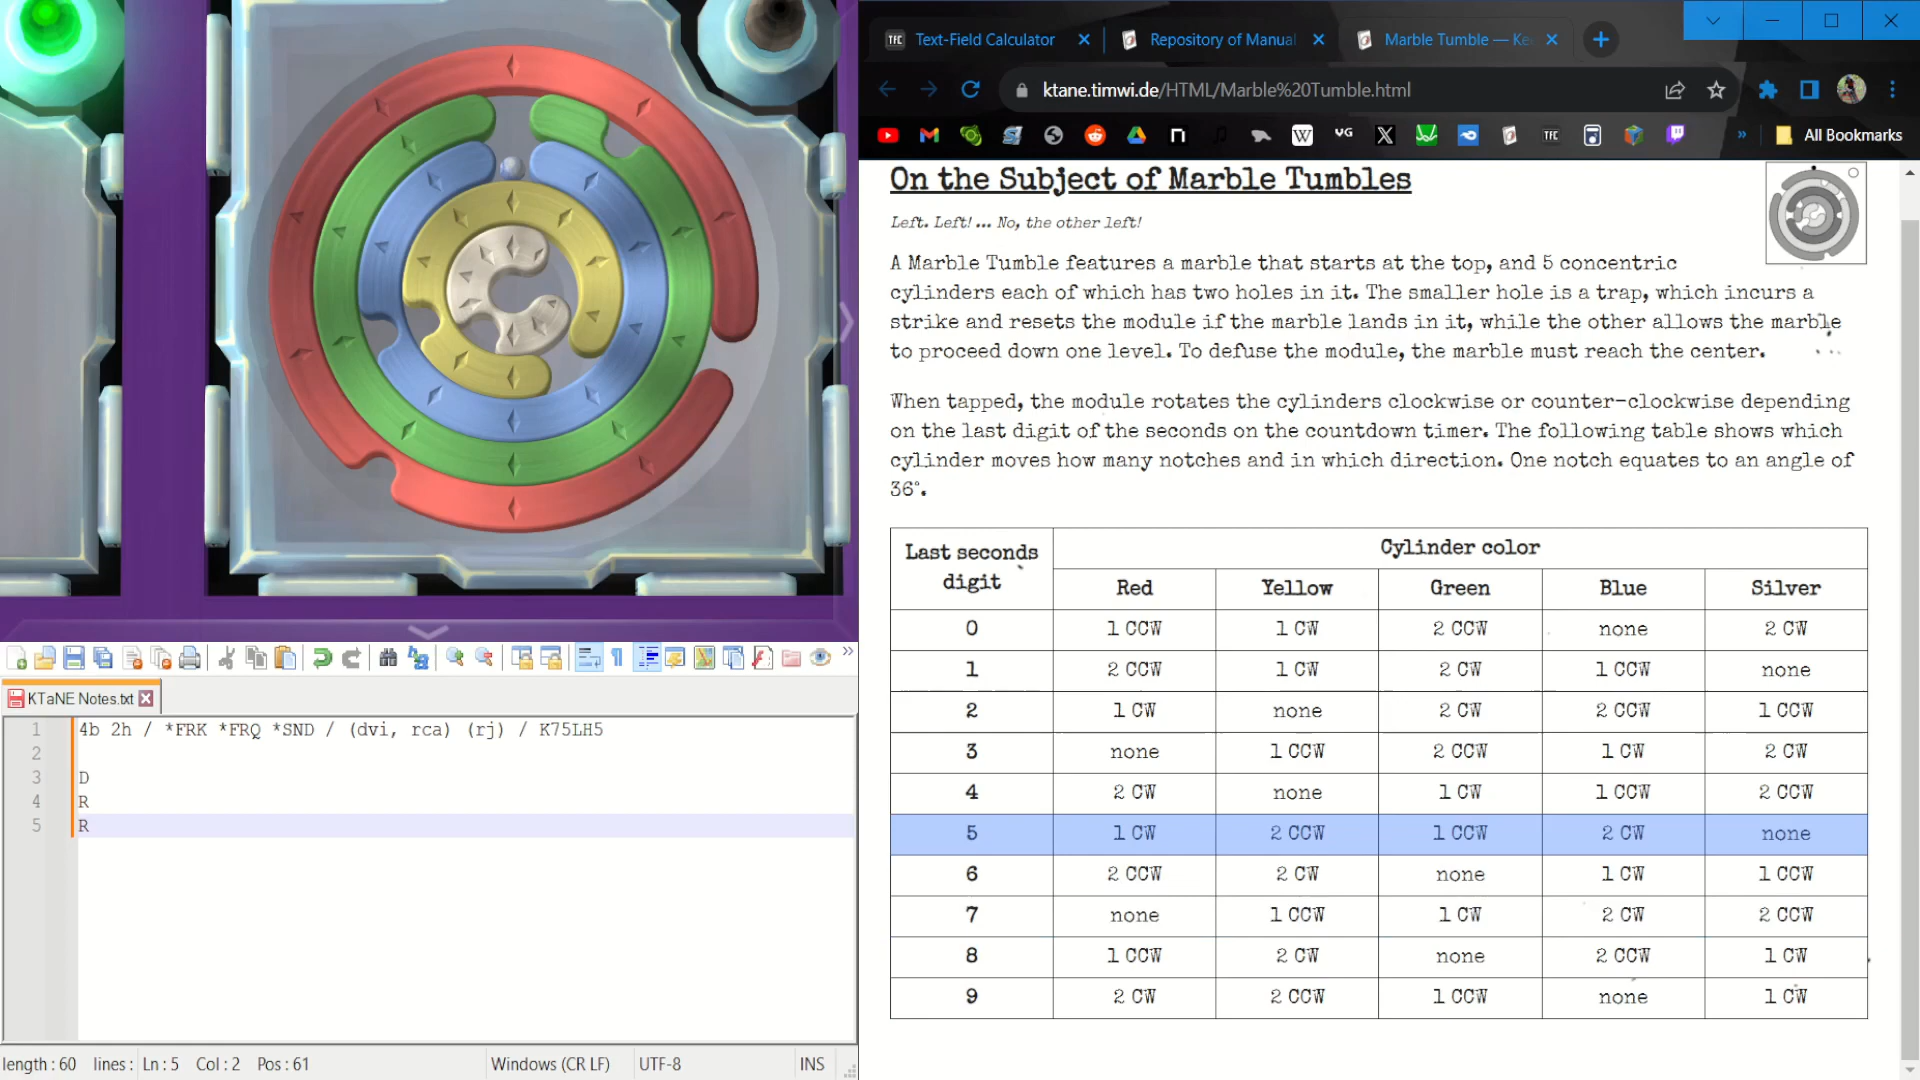 Text-Field Calculator
Repository of Manual
Marble Tumble — Ke
ktane.timwi.de/HTML/Marble%20Tumble.html
All Bookmarks
On the Subject of Marble Tumbles
Left. Left! ... No, the other left!
A Marble Tumble features a marble that starts at the top, and 5 concentric
cylinders each of which has two holes in it. The smaller hole is a trap, which incurs a
strike and resets the module if the marble lands in it, while the other allows the marble
to proceed down one level. To defuse the module, the marble must reach the center.
When tapped, the module rotates the cylinders clockwise or counter-clockwise depending
on the last digit of the seconds on the countdown timer. The following table shows which
cylinder moves how many notches and in which direction. One notch equates to an angle of
36°.
Last seconds digit Cylinder color
Red Yellow Green Blue Silver
0 1 CCW 1 CW 2 CCW none 2 CW
1 2 CCW 1 CW 2 CW 1 CCW none
2 1 CW none 2 CW 2 CCW 1 CCW
3 none 1 CCW 2 CCW 1 CW 2 CW
4 2 CW none 1 CW 1 CCW 2 CCW
5 1 CW 2 CCW 1 CCW 2 CW none
6 2 CCW 2 CW none 1 CW 1 CCW
7 none 1 CCW 1 CW 2 CW 2 CCW
8 1 CCW 2 CW none 2 CCW 1 CW
9 2 CW 2 CCW 1 CCW none 1 CW
KTaNE Notes.txt
1 4b 2h / *FRK *FRQ *SND / (dvi, rca) (rj) / K75LH5
2
3 D
4 R
5 R
length : 60 lines : Ln : 5 Col : 2 Pos : 61 Windows (CR LF) UTF-8 INS